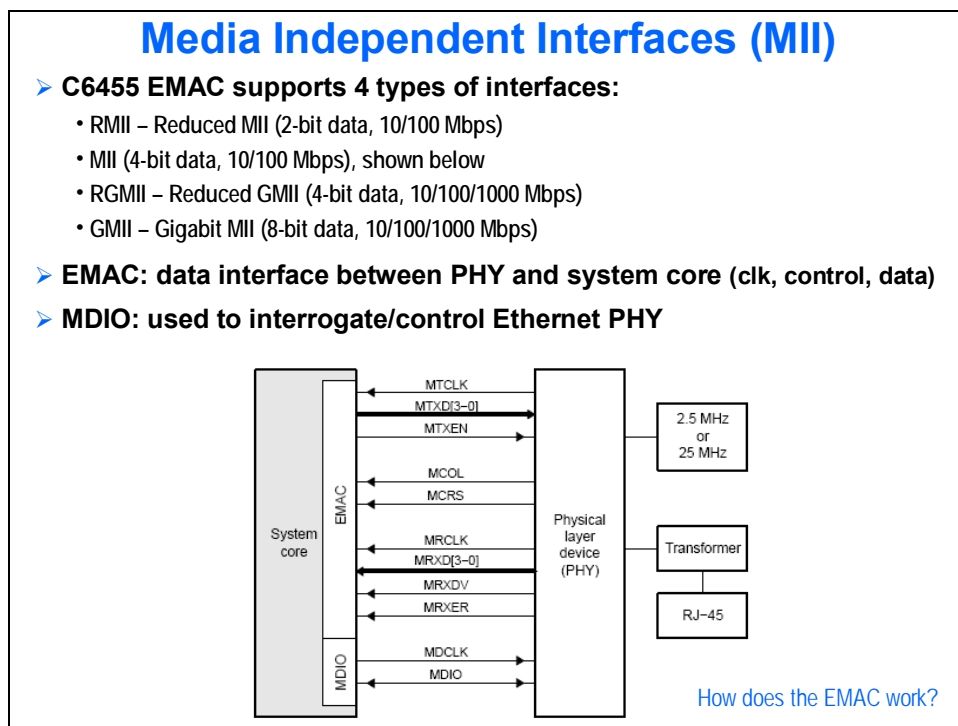 Media Independent Interfaces (MII)
➢ C6455 EMAC supports 4 types of interfaces:
• RMII – Reduced MII (2-bit data, 10/100 Mbps)
• MII (4-bit data, 10/100 Mbps), shown below
• RGMII – Reduced GMII (4-bit data, 10/100/1000 Mbps)
• GMII – Gigabit MII (8-bit data, 10/100/1000 Mbps)
➢ EMAC: data interface between PHY and system core (clk, control, data)
➢ MDIO: used to interrogate/control Ethernet PHY
System
core
EMAC
MDIO
MTCLK
MTXD[3–0]
MTXEN
MCOL
MCRS
MRCLK
MRXD[3–0]
MRXDV
MRXER
MDCLK
MDIO
Physical
layer
device
(PHY)
2.5 MHz
or
25 MHz
Transformer
RJ–45
How does the EMAC work?